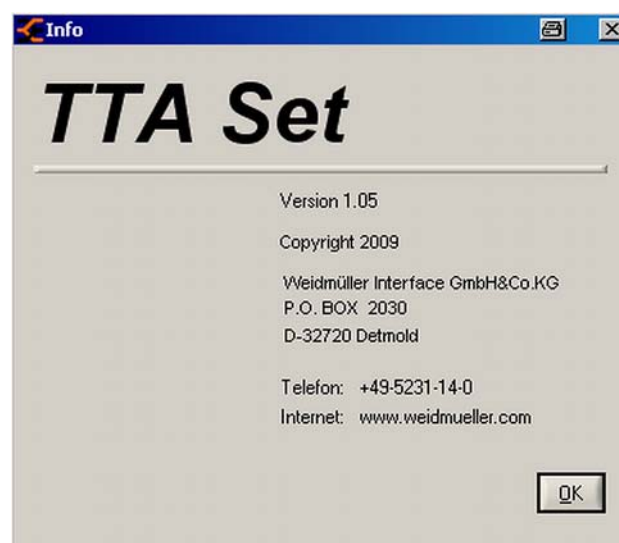 Info
TTA Set
Version 1.05
Copyright 2009
Weidmüller Interface GmbH&Co.KG
P.O. BOX 2030
D-32720 Detmold
Telefon: +49-5231-14-0
Internet: www.weidmueller.com
OK